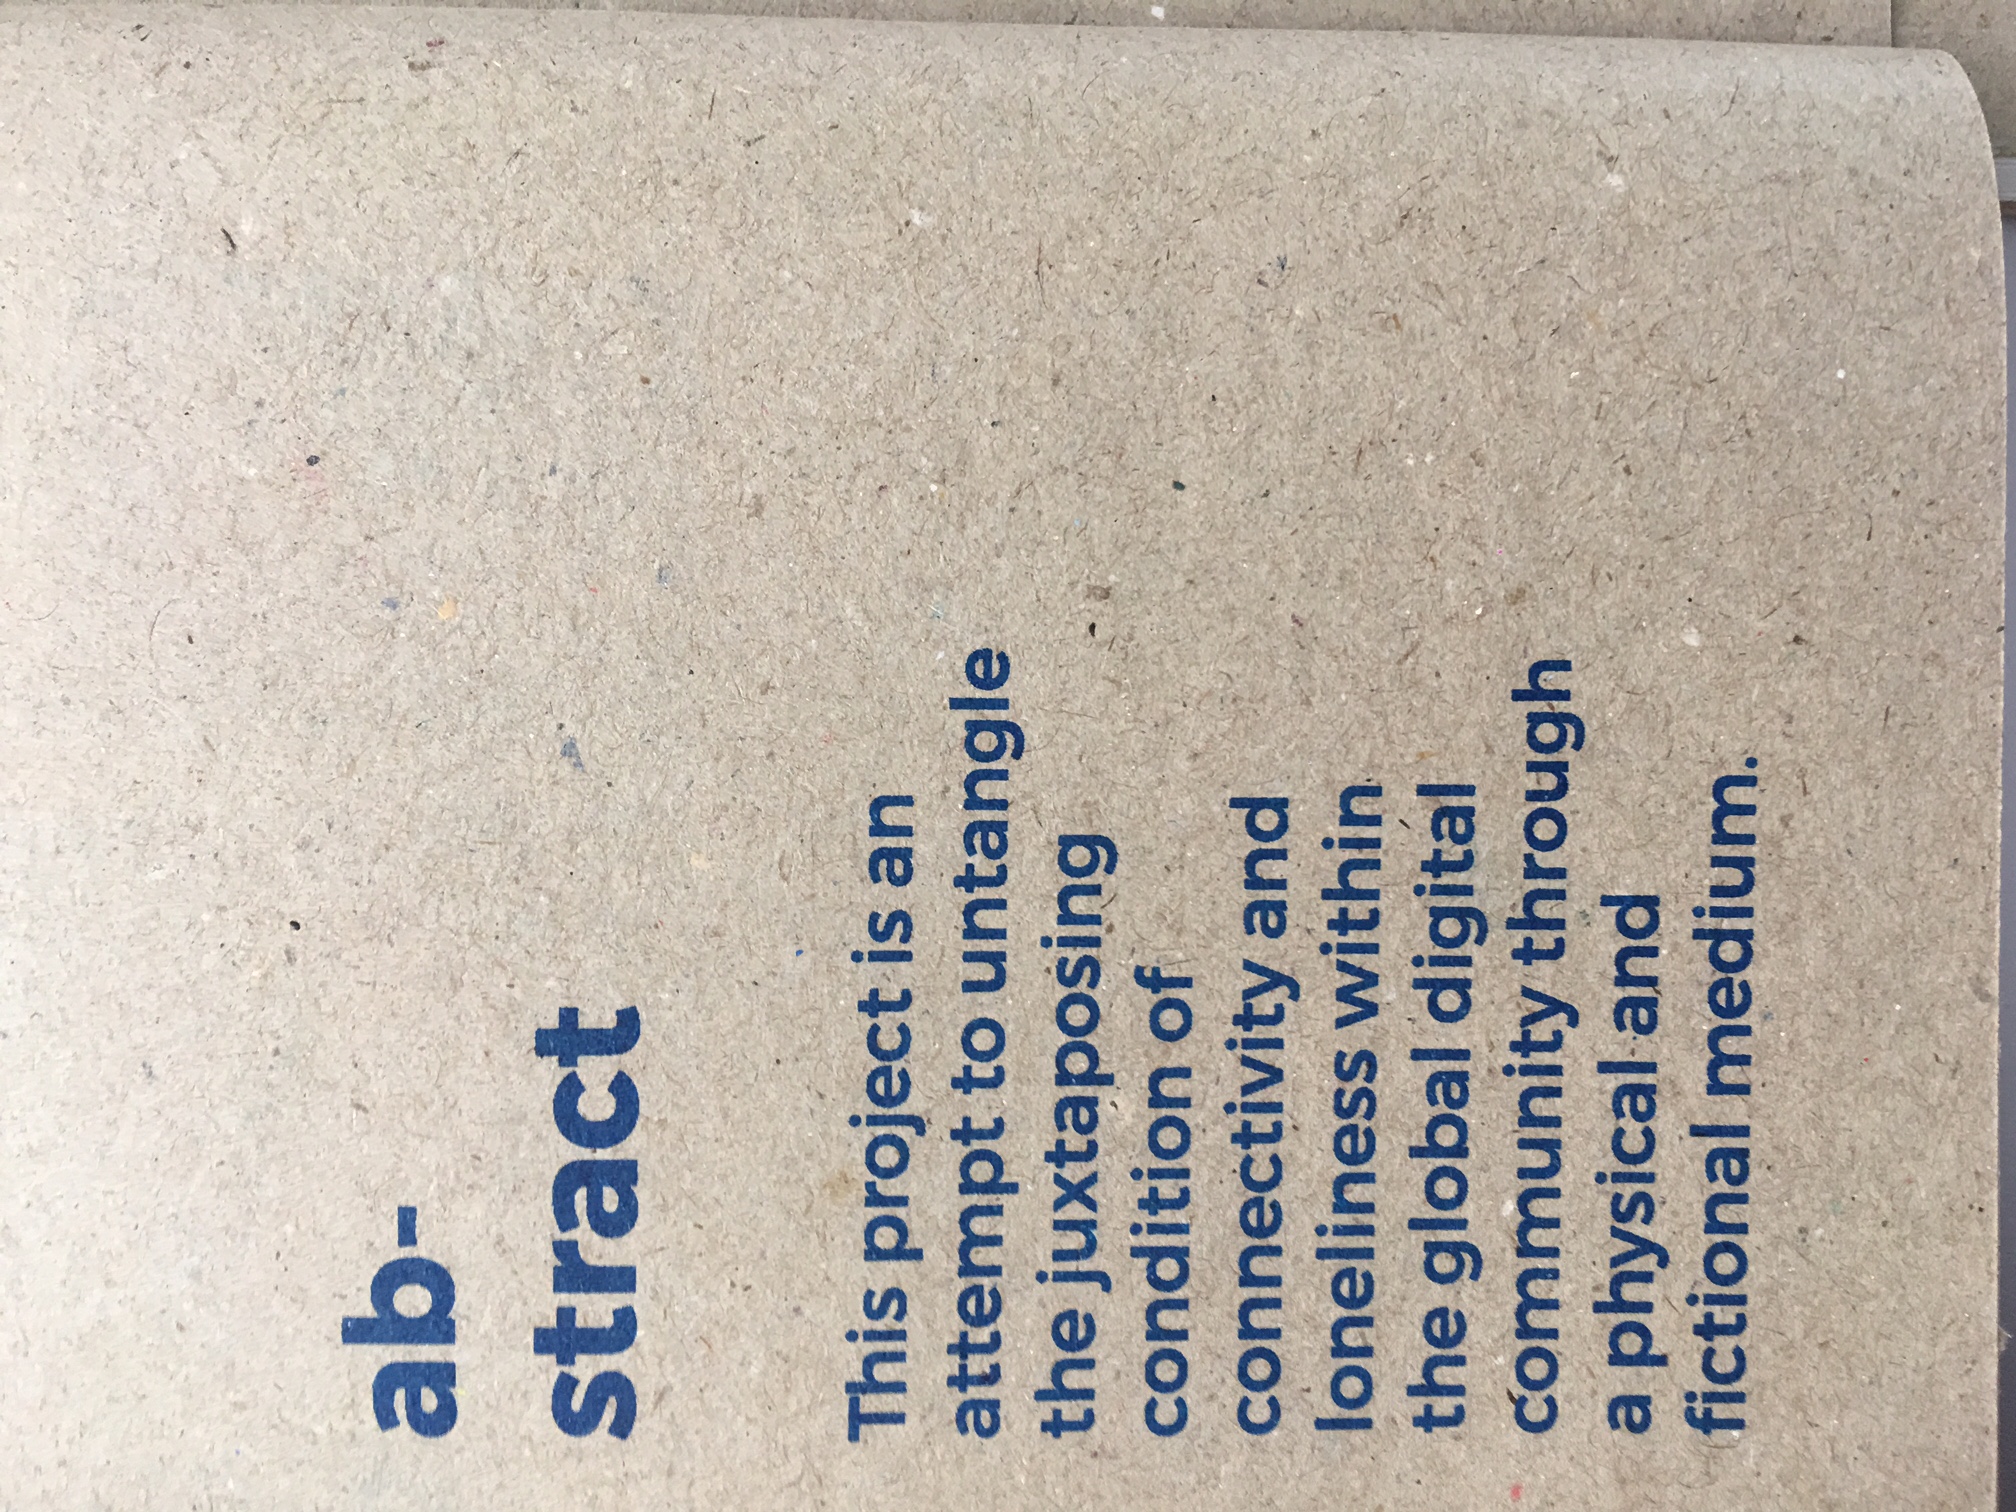 ab-
stract
This project is an
attempt to untangle
the juxtaposing
condition of
connectivity and
loneliness within
the global digital
community through
a physical and
fictional medium.